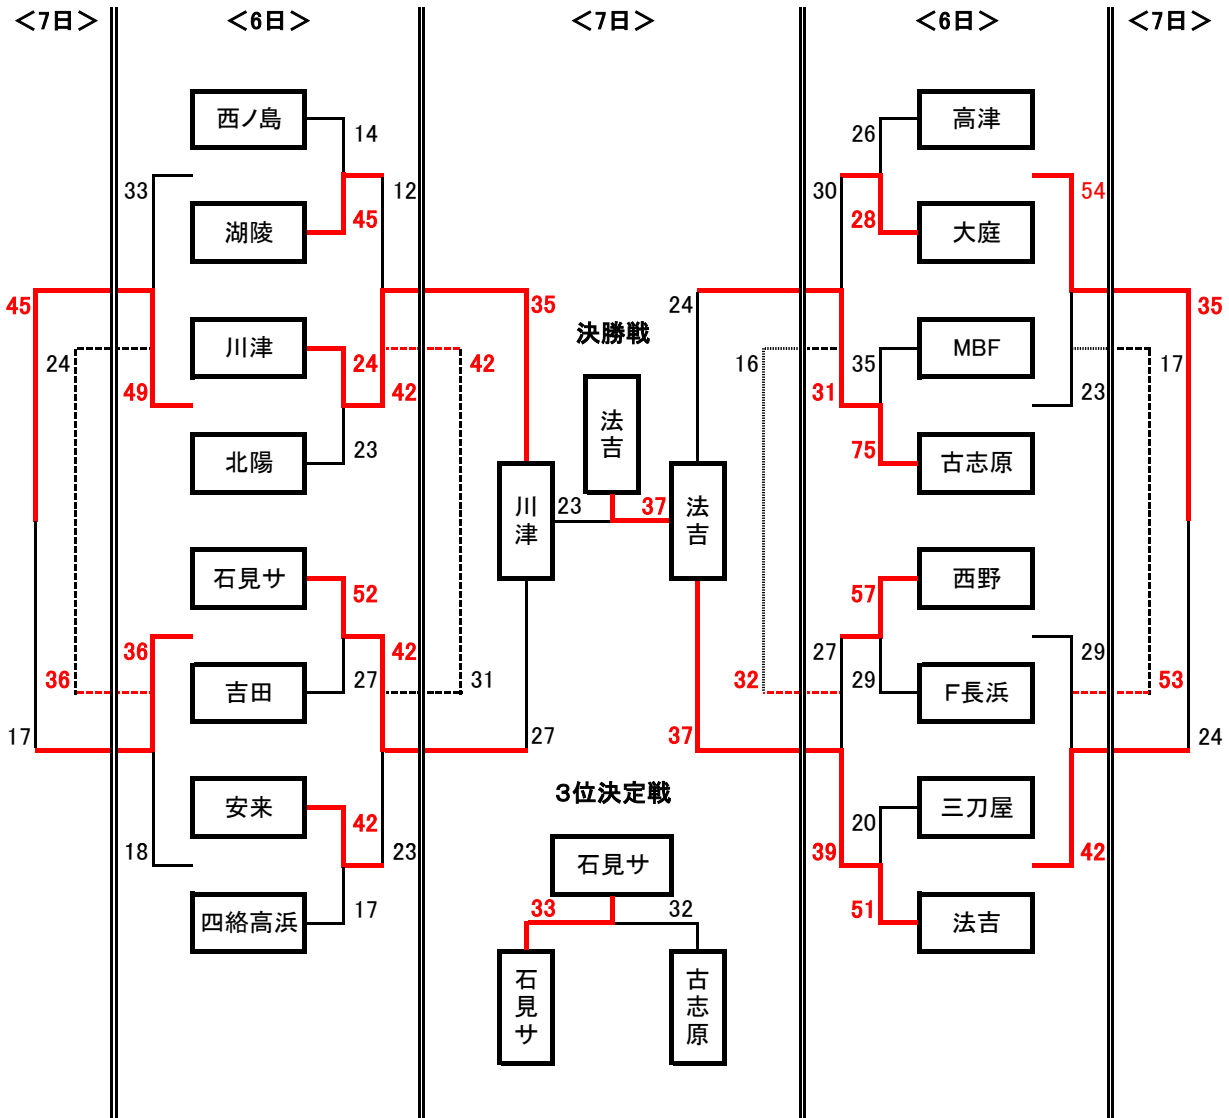 ＜7日＞ ＜6日＞ ＜7日＞ ＜6日＞ ＜7日＞
西ノ島 高津
14 26
33 12 30 54
湖陵 45 28 大庭
45 35 24 35
決勝戦
川津 MBF
24 24 42 16 35 17
49 42 31 23
法吉
北陽 23 75 古志原
川津 23 37 法吉
石見サ 西野
52 57
36 42 27 29
吉田 F長浜
36 27 31 32 29 53
17 27 37 24
3位決定戦
安来 三刀屋
42 20
18 23 39 42
石見サ
四絡高浜 17 33 32 51 法吉
石見サ 古志原